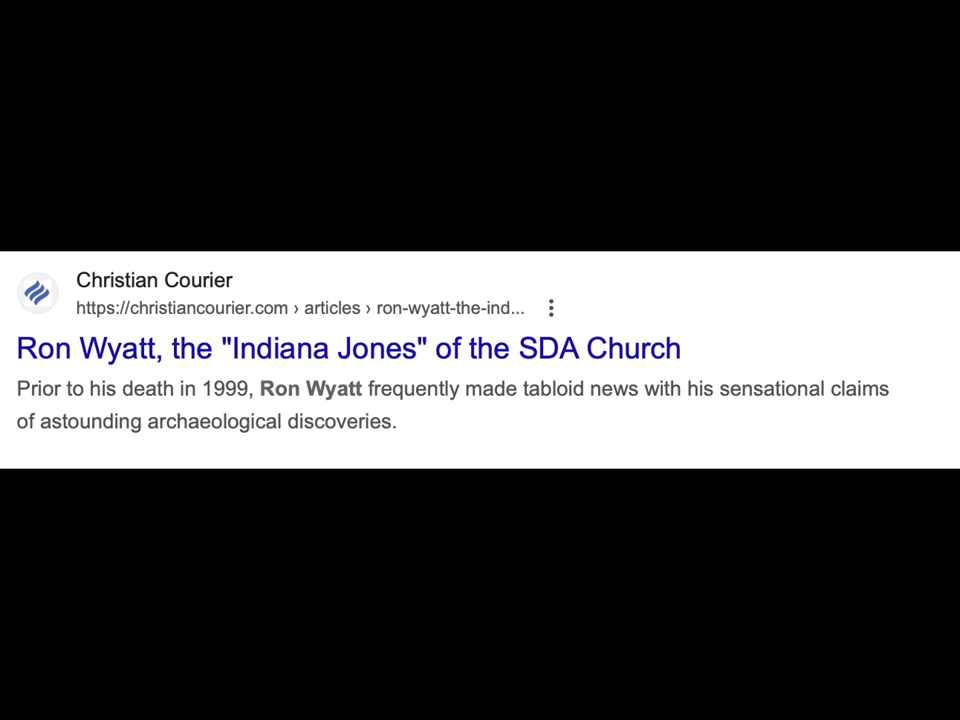 Christian Courier
https://christiancourier.com › articles › ron-wyatt-the-ind...
Ron Wyatt, the "Indiana Jones" of the SDA Church
Prior to his death in 1999, Ron Wyatt frequently made tabloid news with his sensational claims
of astounding archaeological discoveries.